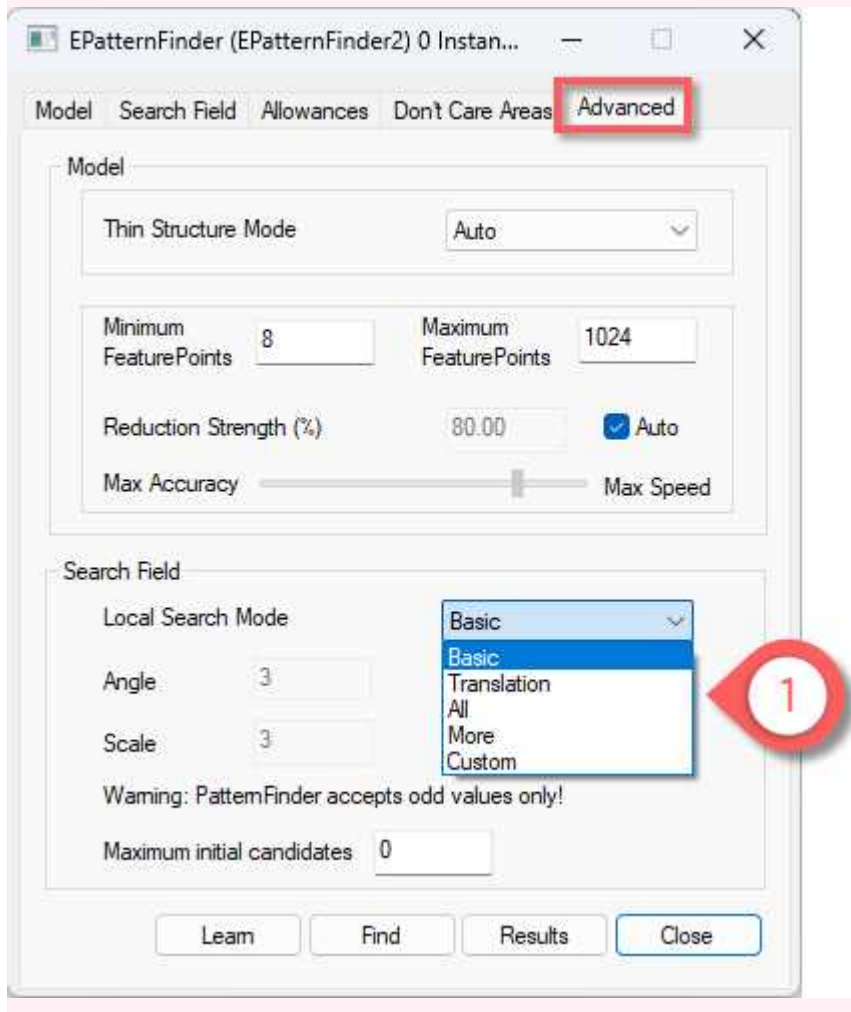 EPatternFinder (EPatternFinder2) 0 Instan...
Model Search Field Allowances Don't Care Areas Advanced
Model
Thin Structure Mode Auto
Minimum FeaturePoints 8 Maximum FeaturePoints 1024
Reduction Strength (%) 80.00 Auto
Max Accuracy Max Speed
Search Field
Local Search Mode Basic
Basic
Translation
All
More
Custom
1
Angle 3
Scale 3
Warning: PatternFinder accepts odd values only!
Maximum initial candidates 0
Learn Find Results Close